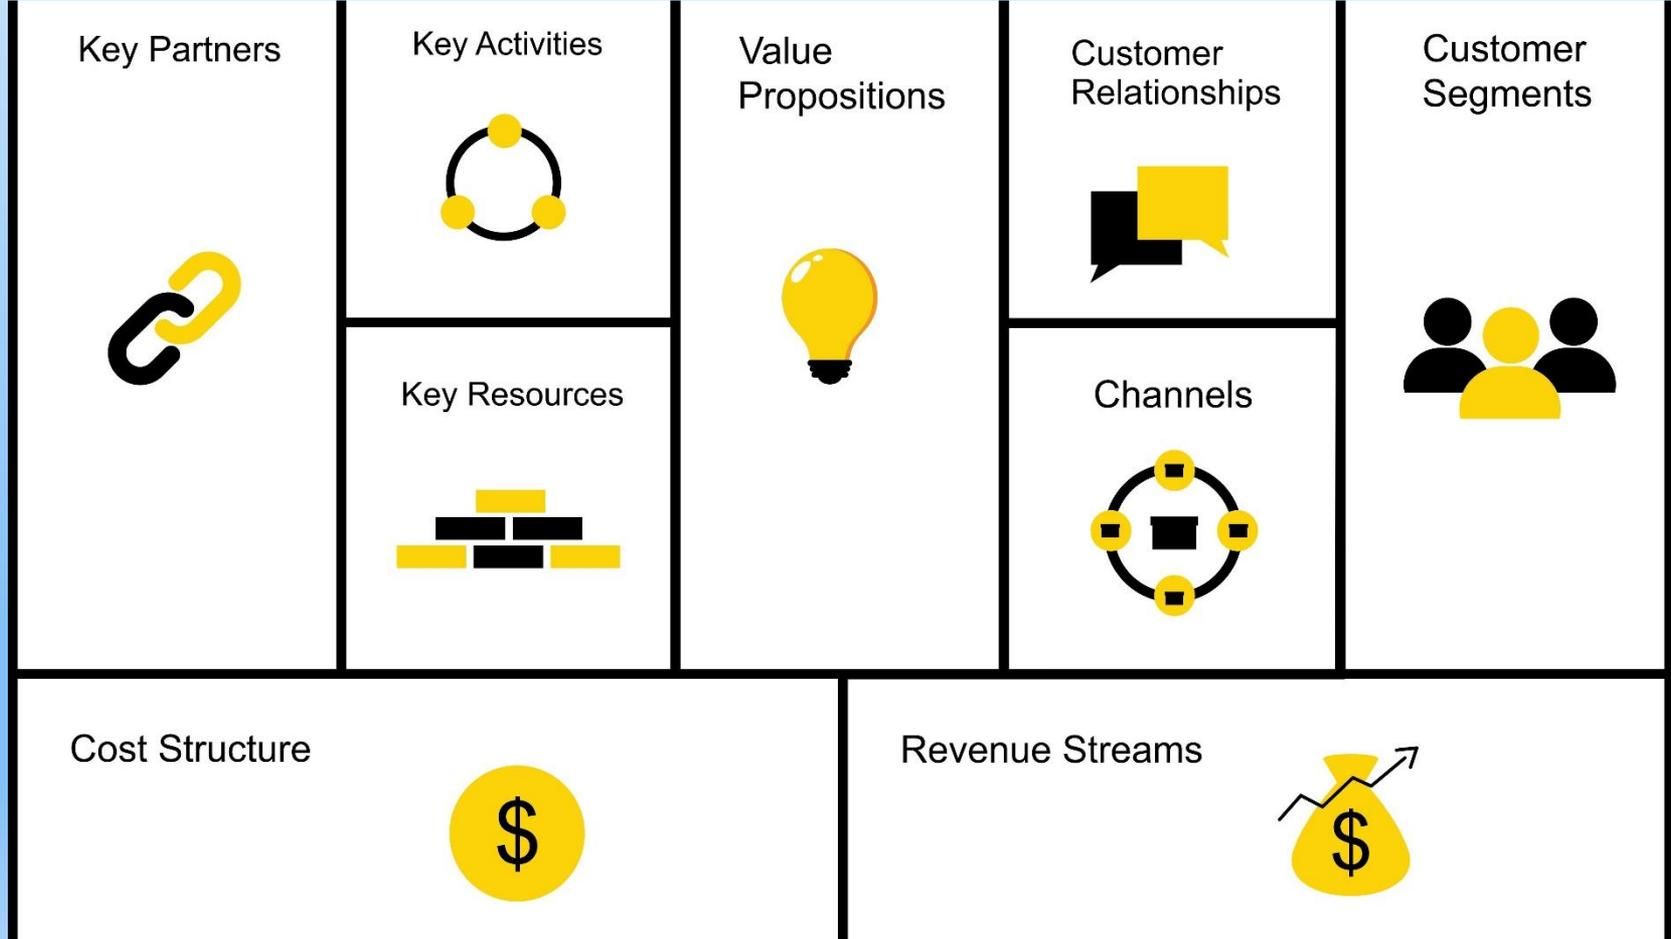 Key Partners
Key Activities
Key Resources
Value
Propositions
Customer
Relationships
Channels
Customer
Segments
Cost Structure
$
Revenue Streams
$